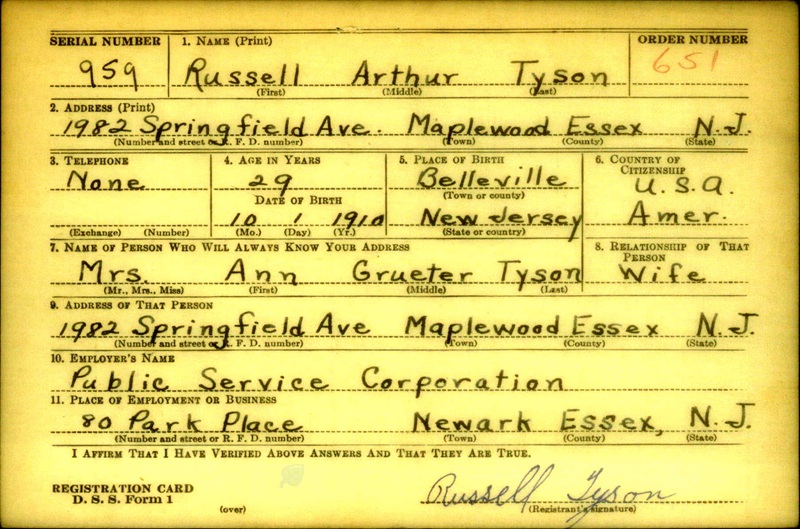 SERIAL NUMBER 1. NAME (Print) ORDER NUMBER
959 Russell Arthur Tyson 651
(First) (Middle) (Last)
2. ADDRESS (Print)
1982 Springfield Ave. Maplewood Essex N.J.
(Number and street or R. F. D. number) (Town) (County) (State)
3. TELEPHONE 4. AGE IN YEARS 5. PLACE OF BIRTH 6. COUNTRY OF CITIZENSHIP
None 29 Belleville U.S.A.
DATE OF BIRTH (Town or county)
10 1 1910 New Jersey Amer.
(Exchange) (Number) (Mo.) (Day) (Yr.) (State or country)
7. NAME OF PERSON WHO WILL ALWAYS KNOW YOUR ADDRESS 8. RELATIONSHIP OF THAT PERSON
Mrs. Ann Grueter Tyson Wife
(Mr., Mrs., Miss) (First) (Middle) (Last)
9. ADDRESS OF THAT PERSON
1982 Springfield Ave Maplewood Essex N.J.
(Number and street or R. F. D. number) (Town) (County) (State)
10. EMPLOYER'S NAME
Public Service Corporation
11. PLACE OF EMPLOYMENT OR BUSINESS
80 Park Place Newark Essex, N.J.
(Number and street or R. F. D. number) (Town) (County) (State)
I AFFIRM THAT I HAVE VERIFIED ABOVE ANSWERS AND THAT THEY ARE TRUE.
REGISTRATION CARD
D. S. S. Form 1 Russell Tyson
(over) (Registrant's signature)